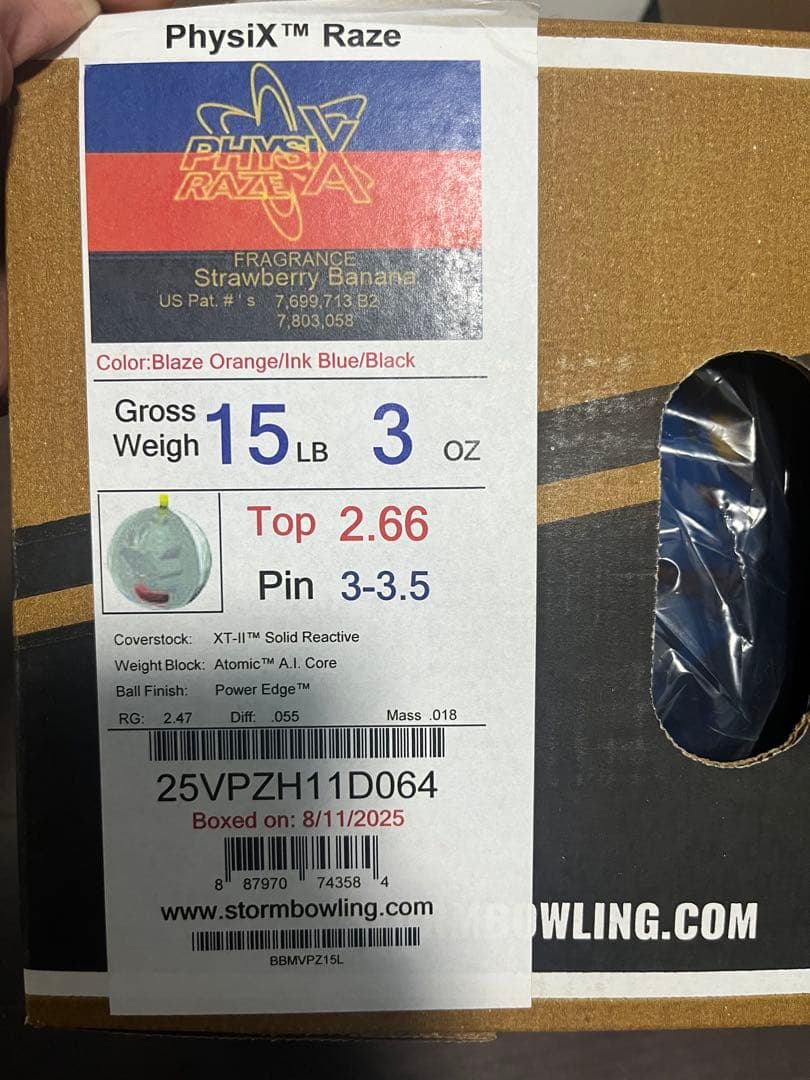 PhysiX™ Raze
PHYSI X
RAZE
FRAGRANCE
Strawberry Banana
US Pat. #'s 7,699,713 B2
7,803,058
Color:Blaze Orange/Ink Blue/Black
Gross Weigh 15 LB 3 OZ
Top 2.66
Pin 3-3.5
Coverstock: XT-II™ Solid Reactive
Weight Block: Atomic™ A.I. Core
Ball Finish: Power Edge™
RG: 2.47 Diff: .055 Mass .018
25VPZH11D064
Boxed on: 8/11/2025
8 87970 74358 4
www.stormbowling.com
BBMVPZ15L
MBOWLING.COM